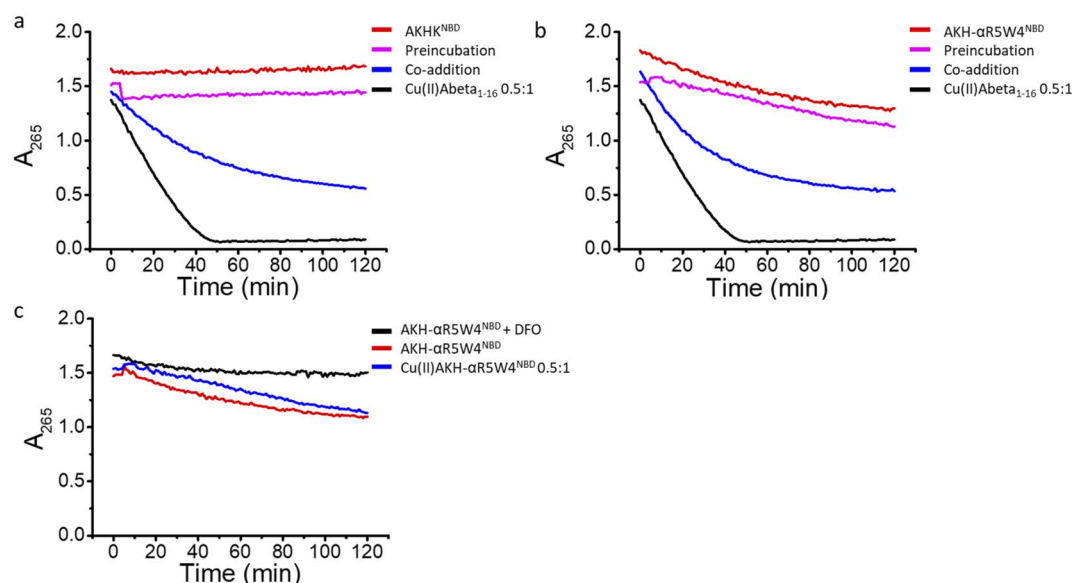 a
2.0
1.5
1.0
0.5
0.0
A265
0 20 40 60 80 100 120
Time (min)
AKHKNBD
Preincubation
Co-addition
Cu(II)Abeta1-16 0.5:1
b
2.0
1.5
1.0
0.5
0.0
A265
0 20 40 60 80 100 120
Time (min)
AKH-αR5W4NBD
Preincubation
Co-addition
Cu(II)Abeta1-16 0.5:1
c
2.0
1.5
1.0
0.5
0.0
A265
0 20 40 60 80 100 120
Time (min)
AKH-αR5W4NBD + DFO
AKH-αR5W4NBD
Cu(II)AKH-αR5W4NBD 0.5:1